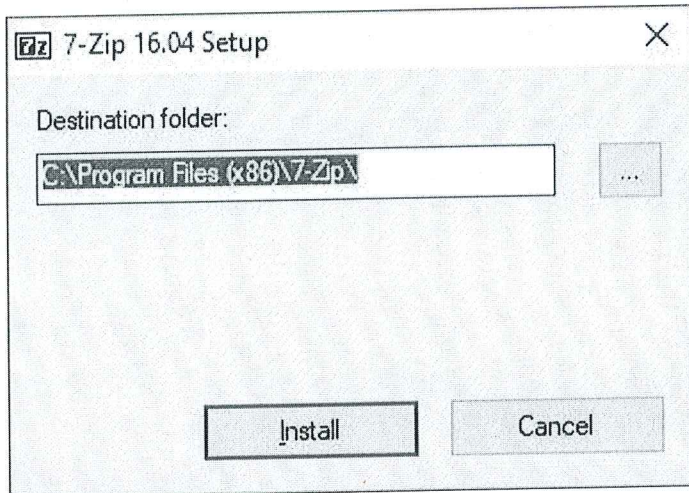 7z 7-Zip 16.04 Setup
Destination folder:
C:\Program Files (x86)\7-Zip\
...
Install
Cancel